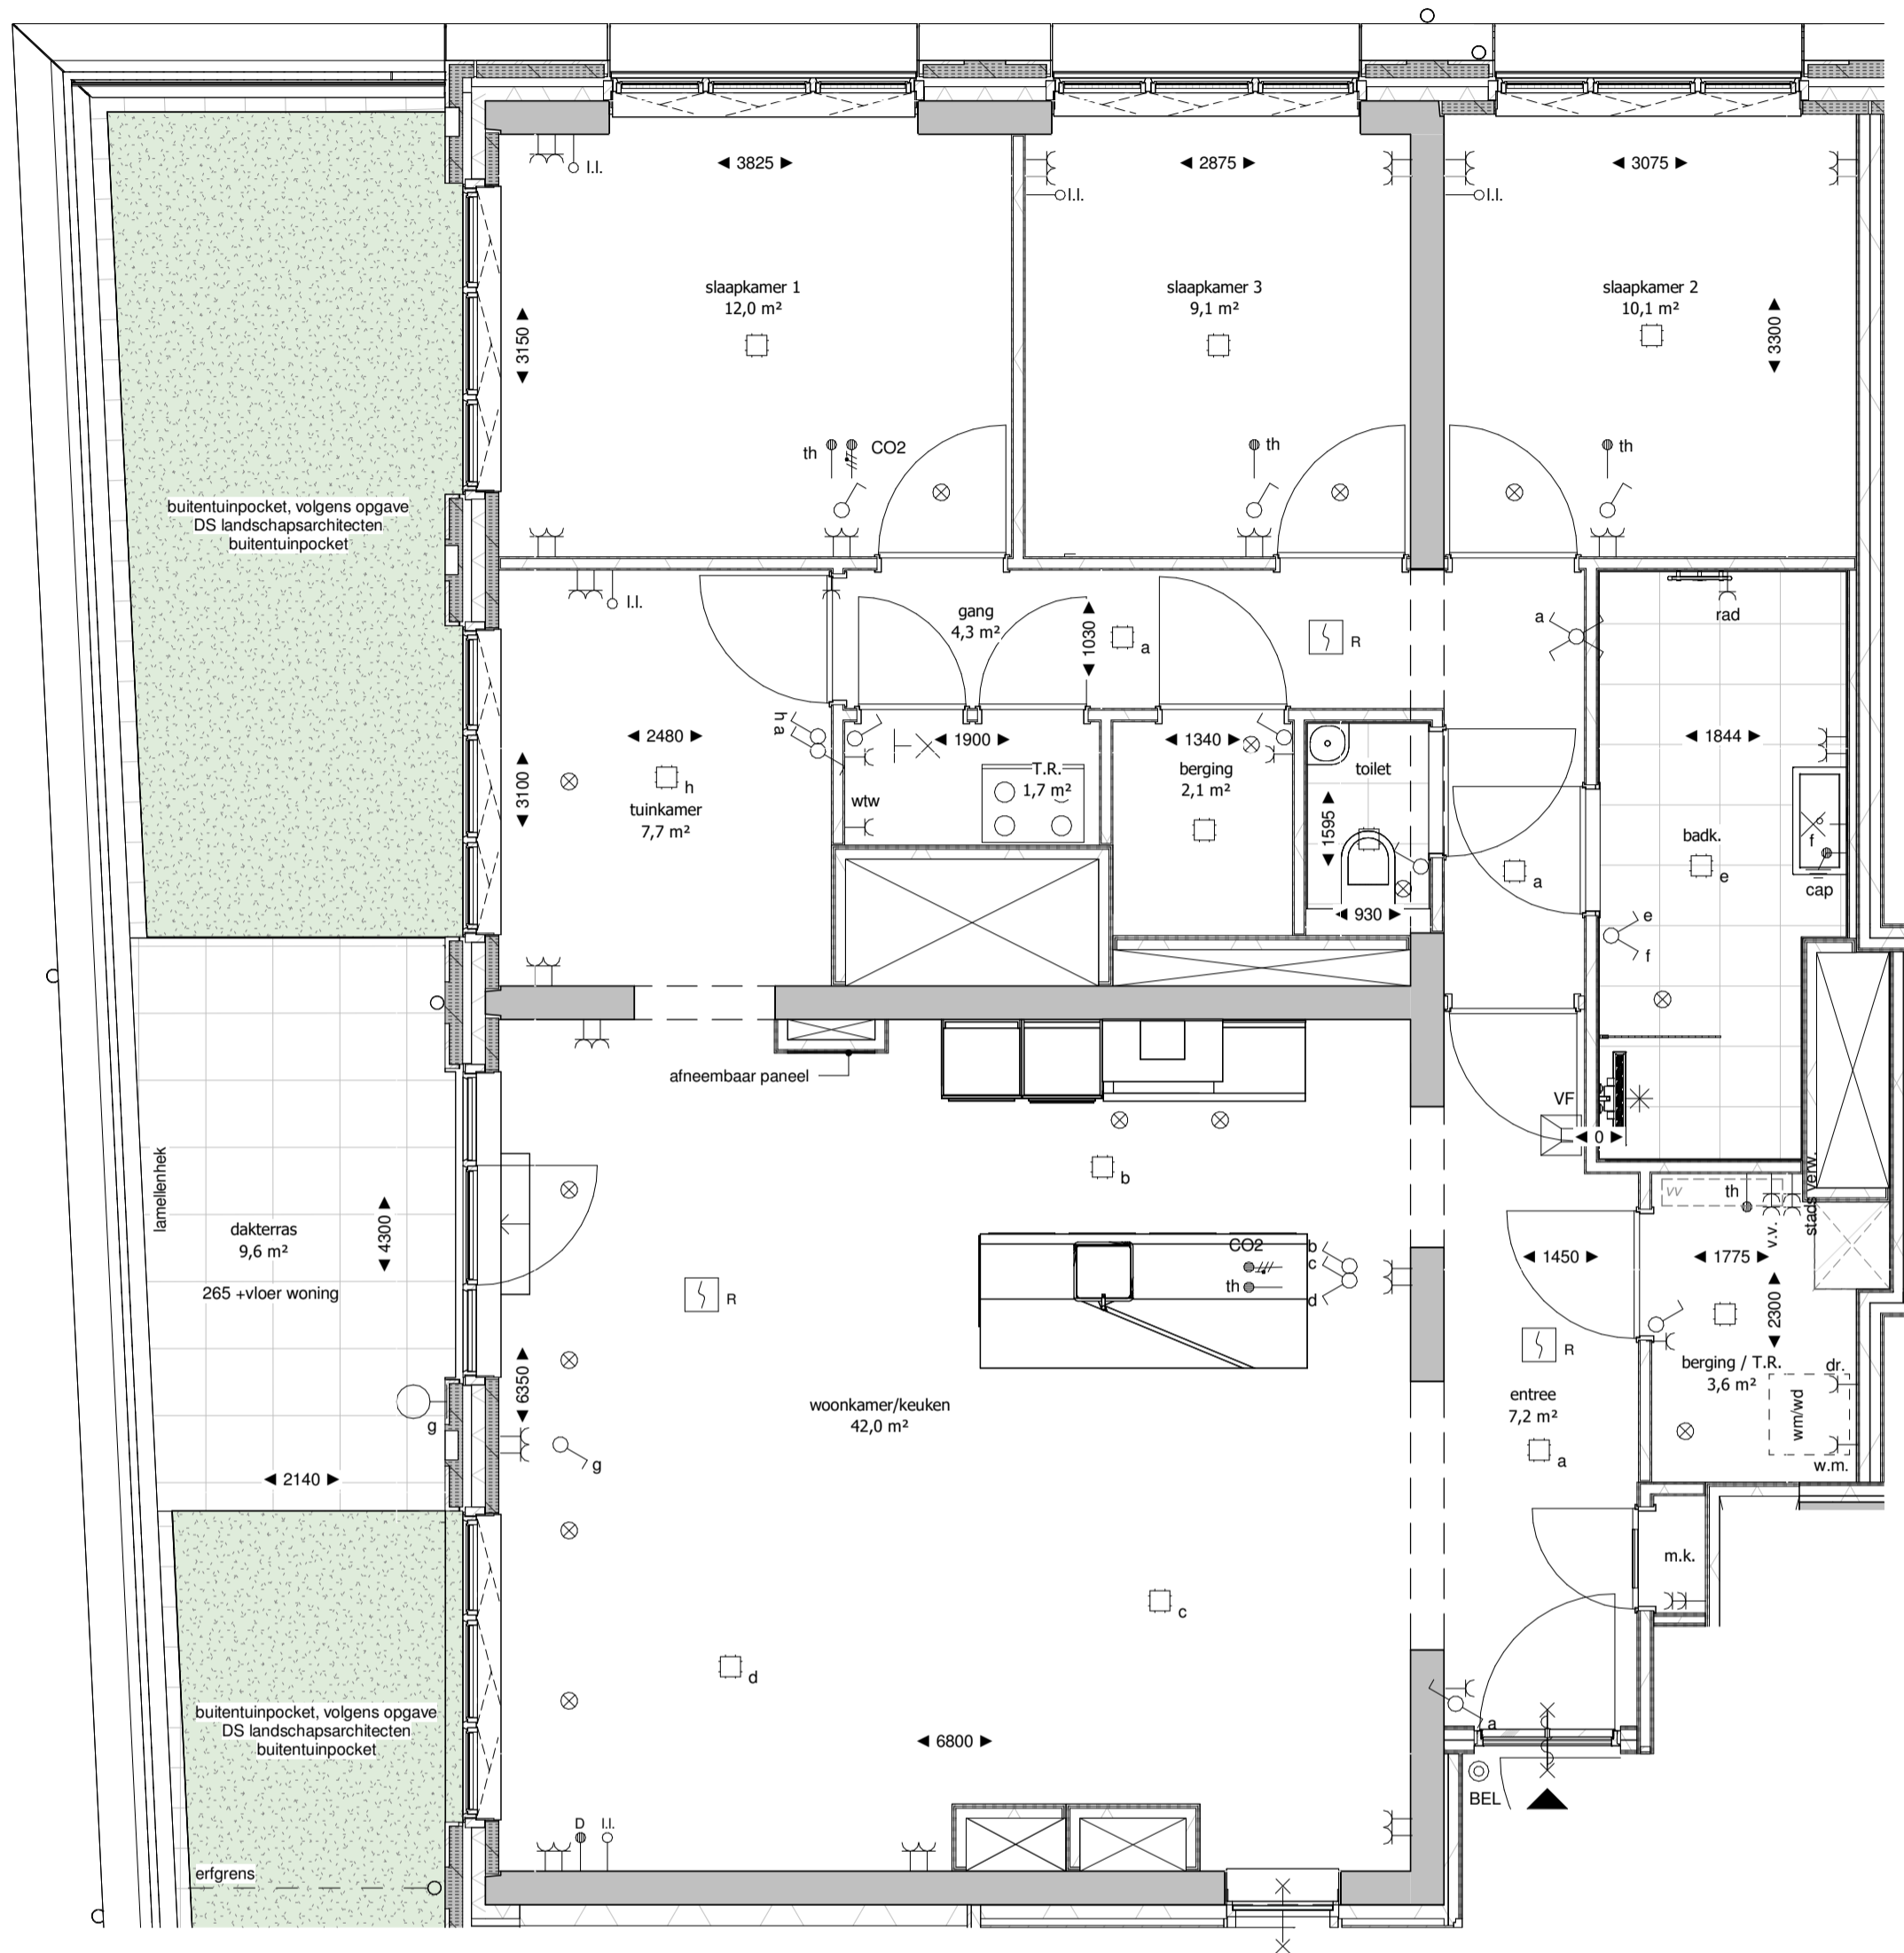 l.l.
◄ 3825 ►
◄ 2875 ►
◄ 3075 ►
l.l.
l.l.
slaapkamer 1
12,0 m²
slaapkamer 3
9,1 m²
slaapkamer 2
10,1 m²
◄ 3150 ►
◄ 3300 ►
th
CO2
th
th
buitentuinpocket, volgens opgave
DS landschapsarchitecten
buitentuinpocket
l.l.
gang
4,3 m²
◄ 1030 ►
a
R
a
rad
h a
◄ 2480 ►
◄ 1900 ►
◄ 1340 ►
◄ 1844 ►
◄ 3100 ►
h
tuinkamer
7,7 m²
T.R.
1,7 m²
wtw
berging
2,1 m²
toilet
◄ 1595 ►
◄ 930 ►
a
badk.
e
f
cap
e
f
afneembaar paneel
VF
◄ 0 ►
lamellenhek
dakterras
9,6 m²
265 +vloer woning
◄ 4300 ►
b
R
CO2
th
b
c
d
◄ 1450 ►
vv
th
v.v.
stads verw.
◄ 1775 ►
◄ 2300 ►
berging / T.R.
3,6 m²
dr.
wm/wd
w.m.
R
entree
7,2 m²
a
◄ 6350 ►
woonkamer/keuken
42,0 m²
g
g
◄ 2140 ►
m.k.
c
d
a
buitentuinpocket, volgens opgave
DS landschapsarchitecten
buitentuinpocket
◄ 6800 ►
BEL
D
l.l.
erfgrens